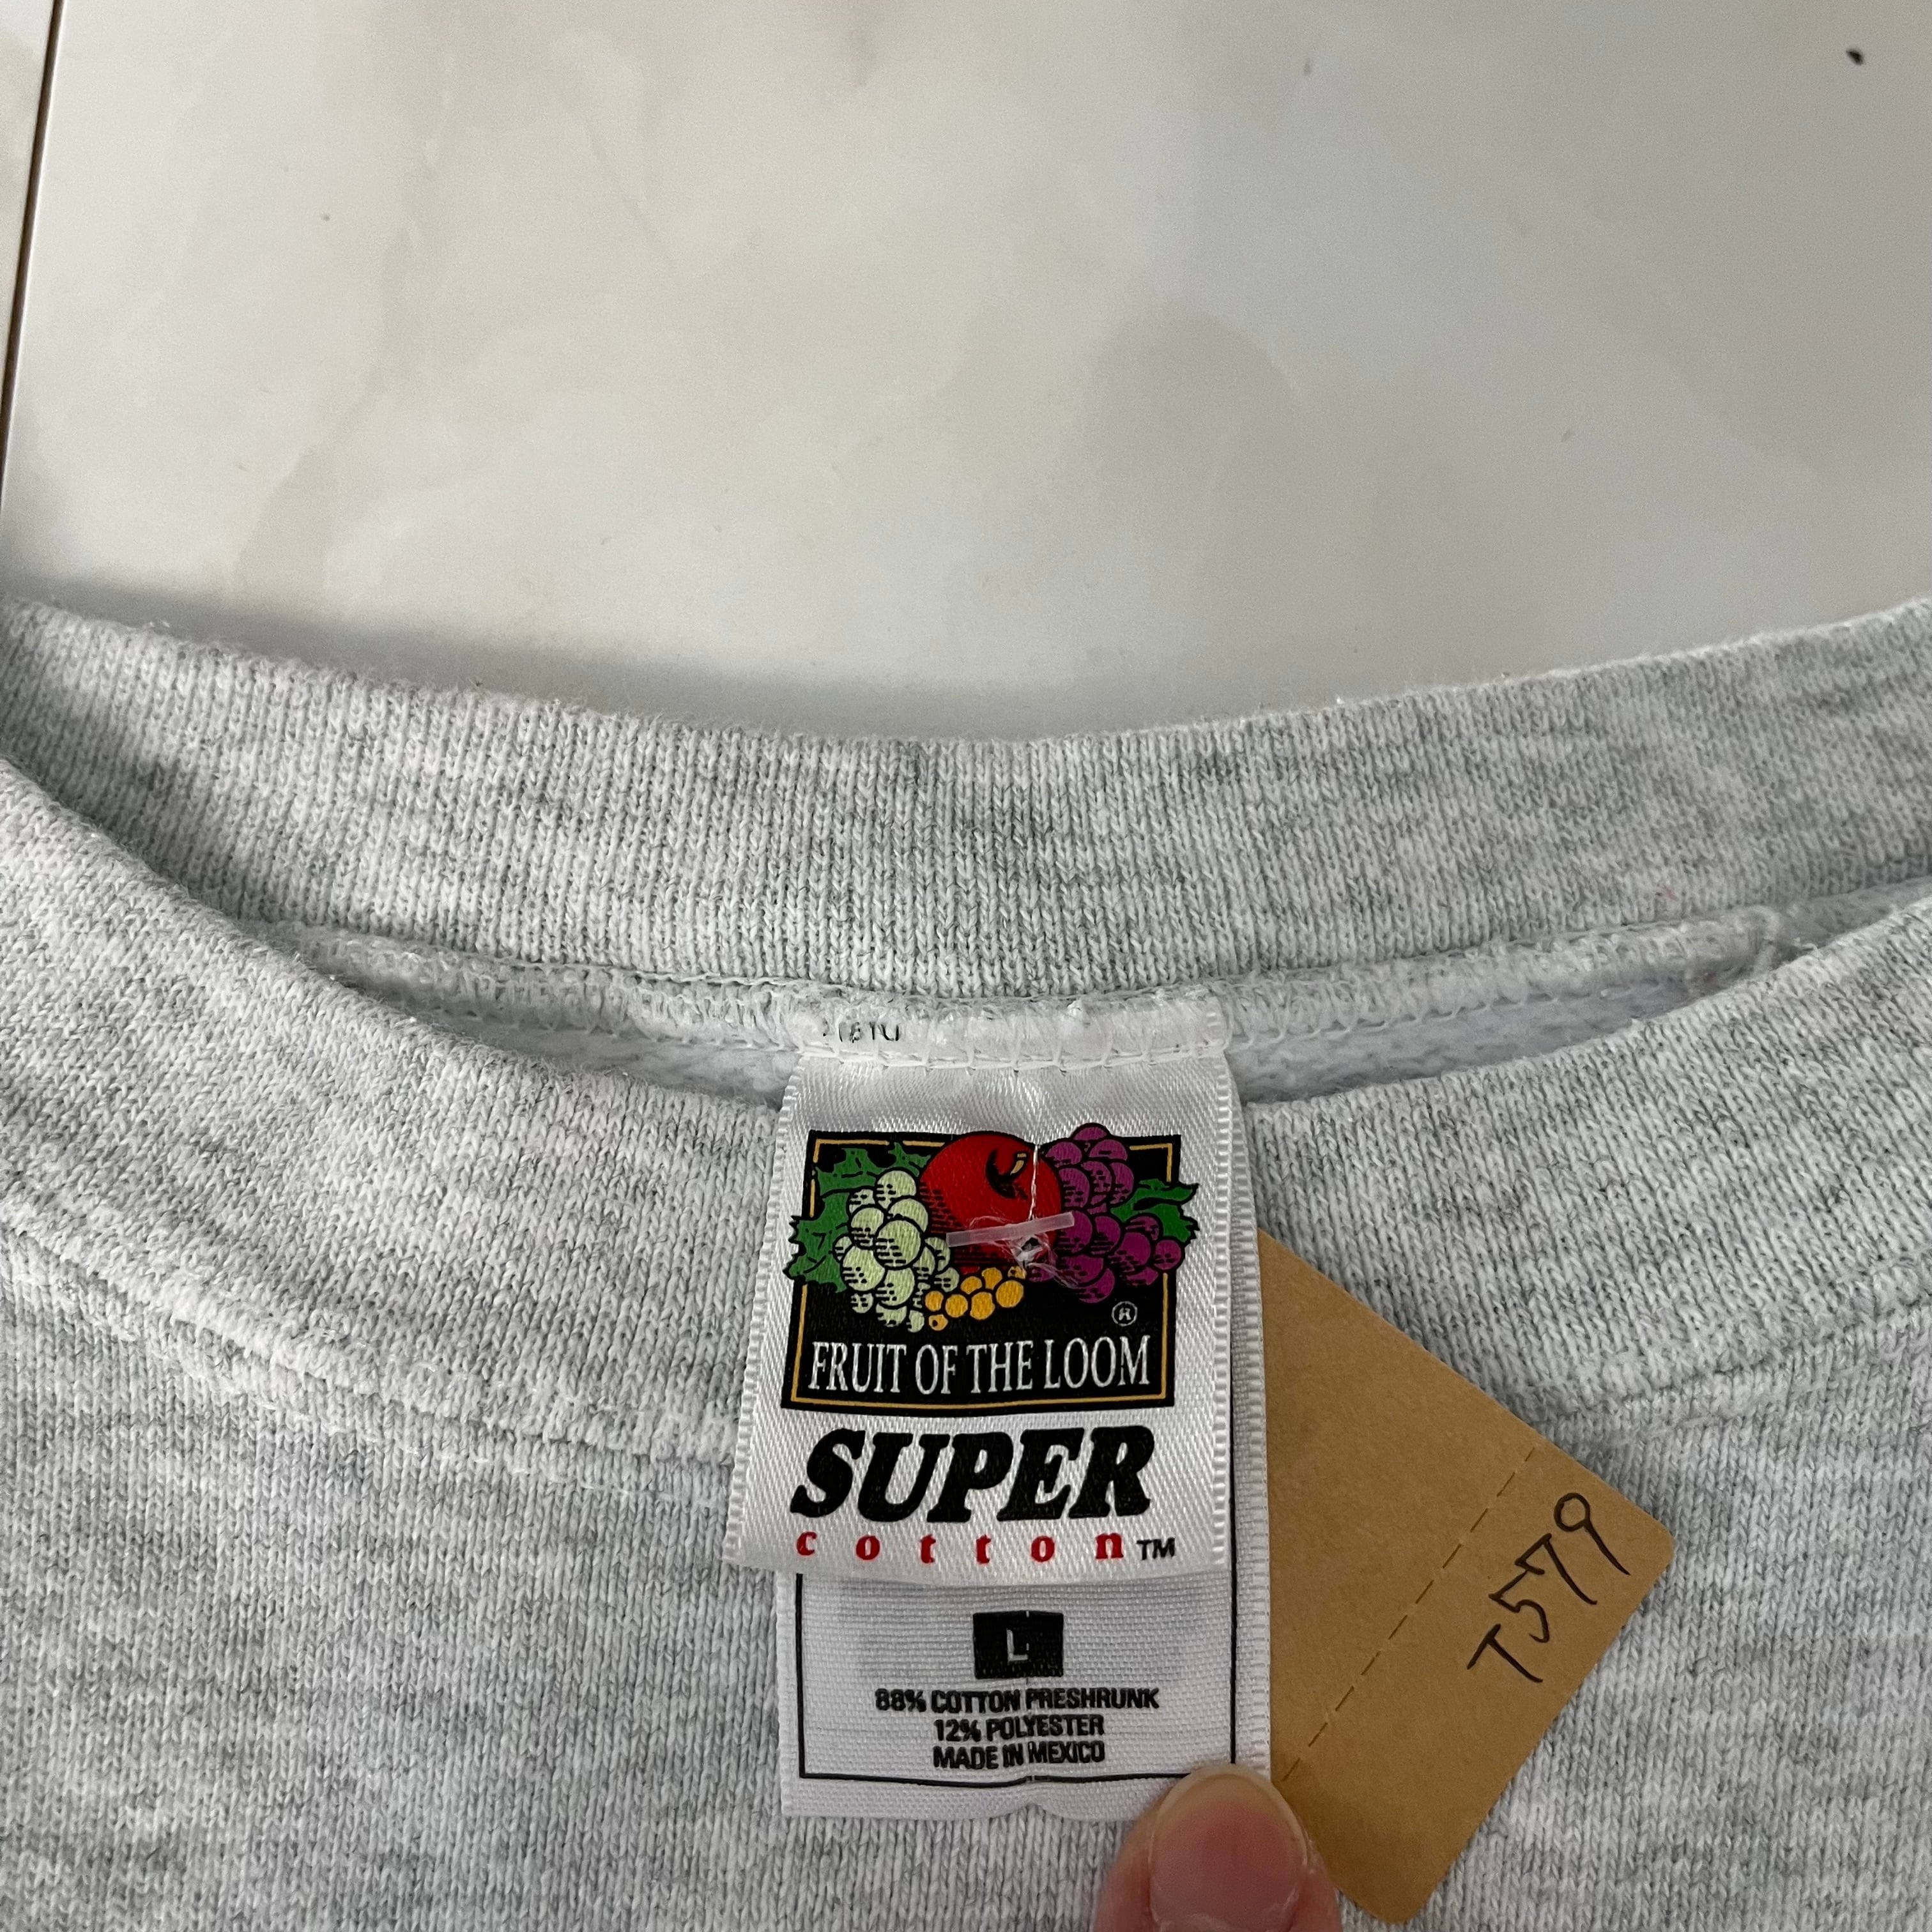 ®
FRUIT OF THE LOOM
SUPER
cotton™
L
88% COTTON PRESHRUNK
12% POLYESTER
MADE IN MEXICO
T579